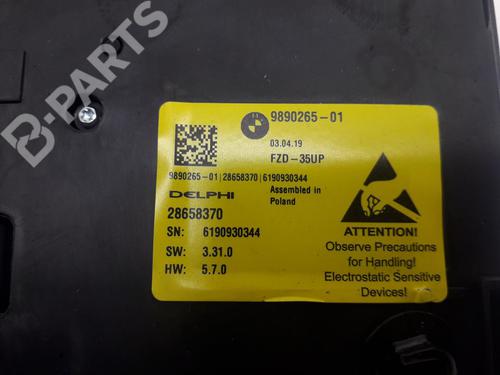 B-PARTS
9890265-01
03.04.19
FZD-35UP
9890265-01|28658370|6190930344
DELPHI
Assembled in
Poland
28658370
SN: 6190930344
SW: 3.31.0
HW: 5.7.0
ATTENTION!
Observe Precautions
for Handling!
Electrostatic Sensitive
Devices!